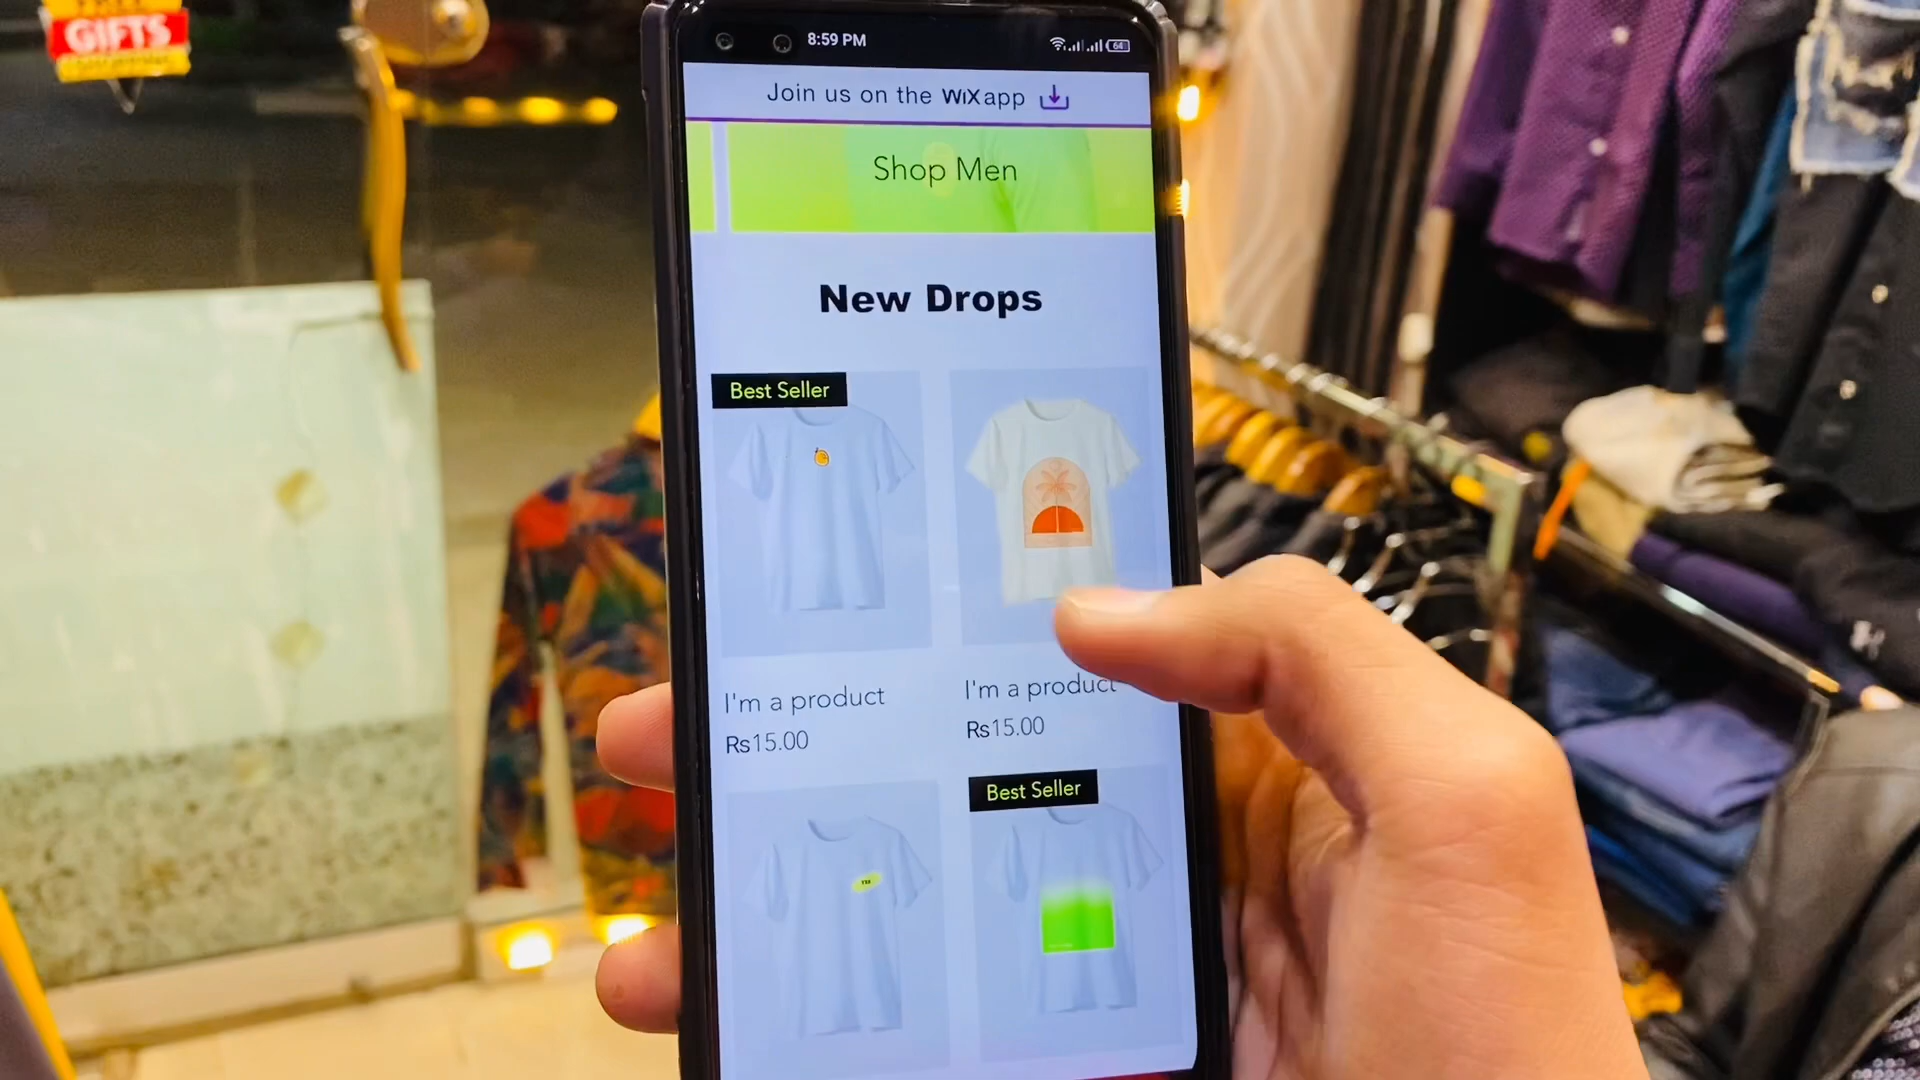 GIFTS
8:59 PM
64
Join us on the WiX app
Shop Men
New Drops
Best Seller
I'm a product
Rs15.00
I'm a product
Rs15.00
Best Seller